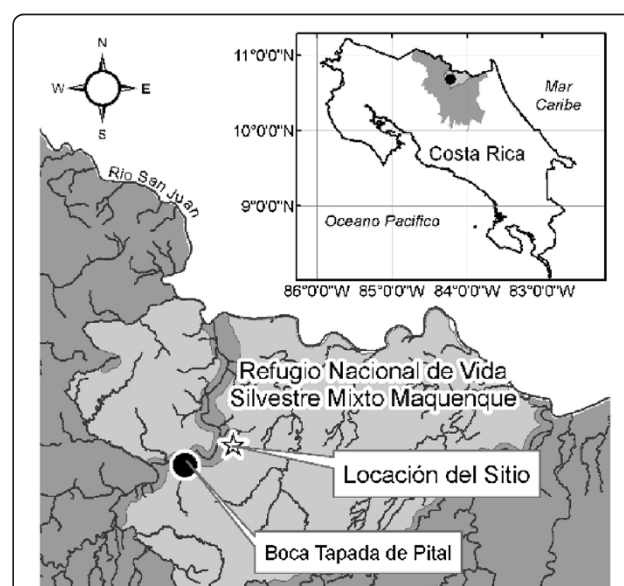 N
W
E
S
Río San Juan
Refugio Nacional de Vida
Silvestre Mixto Maquenque
Locación del Sitio
Boca Tapada de Pital
11°0'0"N
10°0'0"N
9°0'0"N
Mar
Caribe
Costa Rica
Oceano Pacifico
86°0'0"W
85°0'0"W
84°0'0"W
83°0'0"W